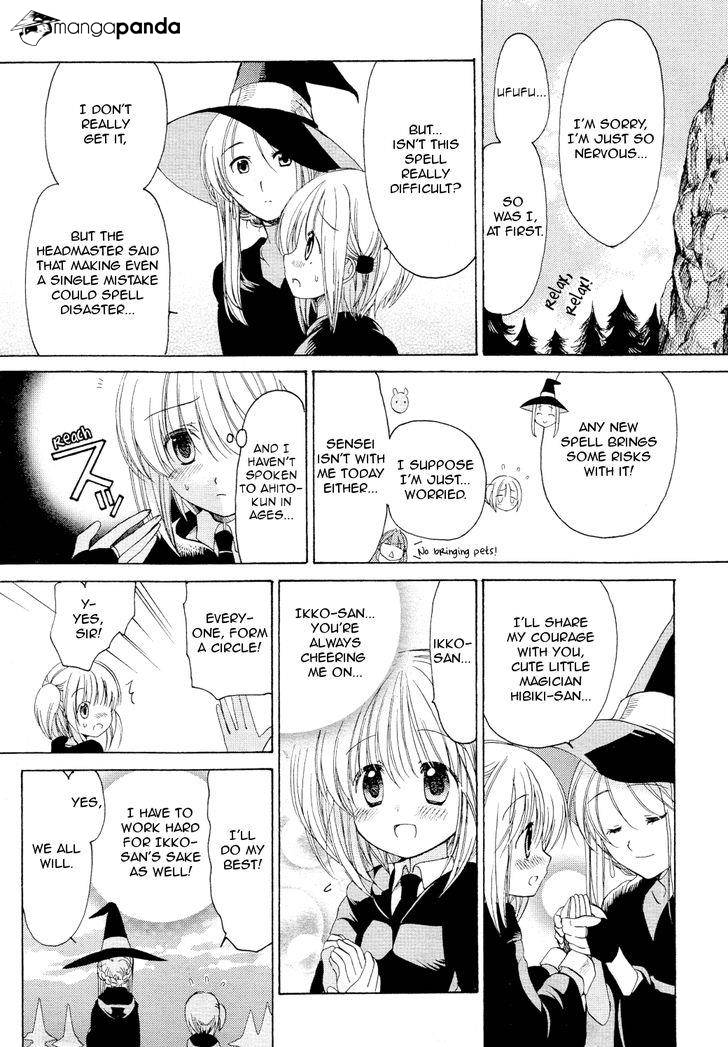 mangapanda
I'M SORRY,
I'M JUST SO
NERVOUS...
UFUFU...
SO
WAS I,
AT FIRST.
Relax,
Relax!
BUT...
ISN'T THIS
SPELL
REALLY
DIFFICULT?
I DON'T
REALLY
GET IT,
BUT THE
HEADMASTER SAID
THAT MAKING EVEN
A SINGLE MISTAKE
COULD SPELL
DISASTER...
ANY NEW
SPELL BRINGS
SOME RISKS
WITH IT!
I SUPPOSE
I'M JUST...
WORRIED.
SENSEI
ISN'T WITH
ME TODAY
EITHER...
No bringing pets!
AND I
HAVEN'T
SPOKEN
TO AHITO-
KUN IN
AGES...
Reach
スッ
I'LL SHARE
MY COURAGE
WITH YOU,
CUTE LITTLE
MAGICIAN
HIBIKI-SAN...
IKKO-
SAN...
IKKO-SAN...
YOU'RE
ALWAYS
CHEERING
ME ON...
EVERY-
ONE, FORM
A CIRCLE!
Y-
YES,
SIR!
I'LL
DO MY
BEST!
I HAVE TO
WORK HARD
FOR IKKO-
SAN'S SAKE
AS WELL!
YES,
WE ALL
WILL.